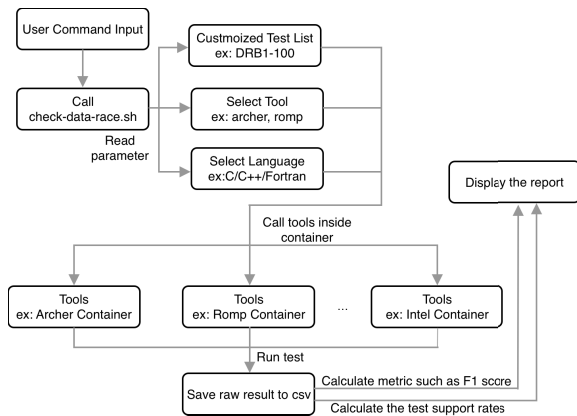 User Command Input
Custmoized Test List
ex: DRB1-100
Call
check-data-race.sh
Select Tool
ex: archer, romp
Read
parameter
Select Language
ex:C/C++/Fortran
Display the report
Call tools inside
container
Tools
ex: Archer Container
Tools
ex: Romp Container
...
Tools
ex: Intel Container
Run test
Save raw result to csv
Calculate metric such as F1 score
Calculate the test support rates